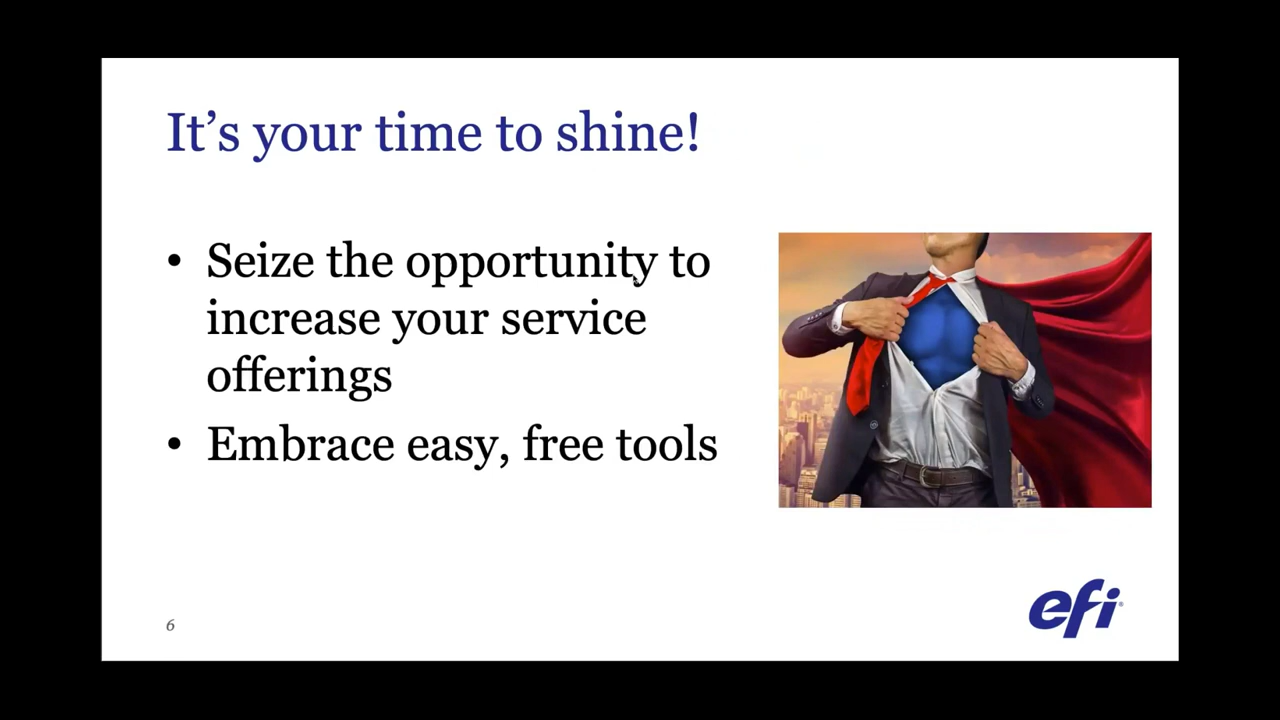 It's your time to shine!
• Seize the opportunity to
increase your service
offerings
• Embrace easy, free tools
6
efi®